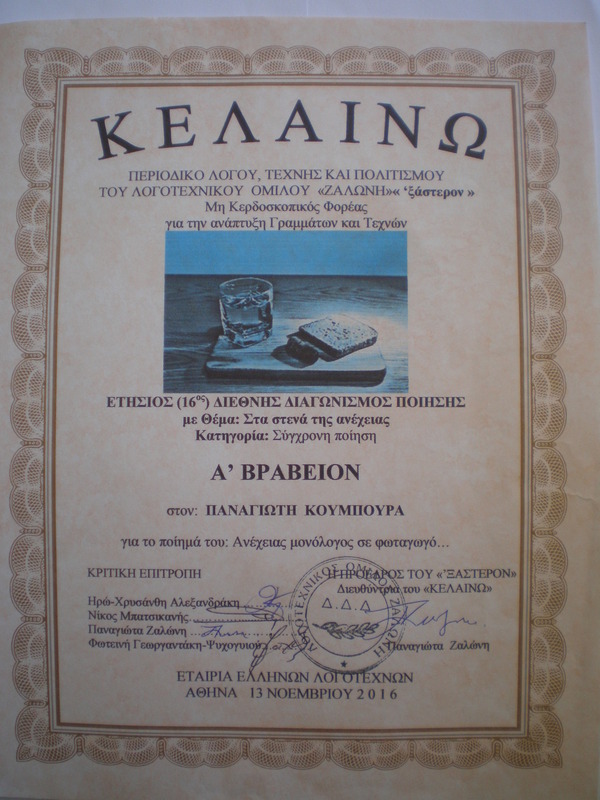 ΚΕΛΑΙΝΩ
ΠΕΡΙΟΔΙΚΟ ΛΟΓΟΥ, ΤΕΧΝΗΣ ΚΑΙ ΠΟΛΙΤΙΣΜΟΥ
ΤΟΥ ΛΟΓΟΤΕΧΝΙΚΟΥ ΟΜΙΛΟΥ «ΖΑΛΩΝΗ»« ‘ξάστερον »
Μη Κερδοσκοπικός Φορέας
για την ανάπτυξη Γραμμάτων και Τεχνών
ΕΤΗΣΙΟΣ (16ος) ΔΙΕΘΝΗΣ ΔΙΑΓΩΝΙΣΜΟΣ ΠΟΙΗΣΗΣ
με Θέμα: Στα στενά της ανέχειας
Κατηγορία: Σύγχρονη ποίηση
Α’ ΒΡΑΒΕΙΟΝ
στον: ΠΑΝΑΓΙΩΤΗ ΚΟΥΜΠΟΥΡΑ
για το ποίημά του: Ανέχειας μονόλογος σε φωταγωγό…
ΚΡΙΤΙΚΗ ΕΠΙΤΡΟΠΗ
Ηρώ-Χρυσάνθη Αλεξανδράκη
Νίκος Μπατσικανής
Παναγιώτα Ζαλώνη
Φωτεινή Γεωργαντάκη-Ψυχογυιού
Η ΠΡΟΕΔΡΟΣ ΤΟΥ «’ΞΑΣΤΕΡΟΝ»
Διευθύντρια του «ΚΕΛΑΙΝΩ»
Παναγιώτα Ζαλώνη
ΛΟΓΟΤΕΧΝΙΚΟΣ ΟΜΙΛΟΣ ΖΑΛΩΝΗ
Δ.Δ.Δ
ΕΤΑΙΡΙΑ ΕΛΛΗΝΩΝ ΛΟΓΟΤΕΧΝΩΝ
ΑΘΗΝΑ 13 ΝΟΕΜΒΡΙΟΥ 2016